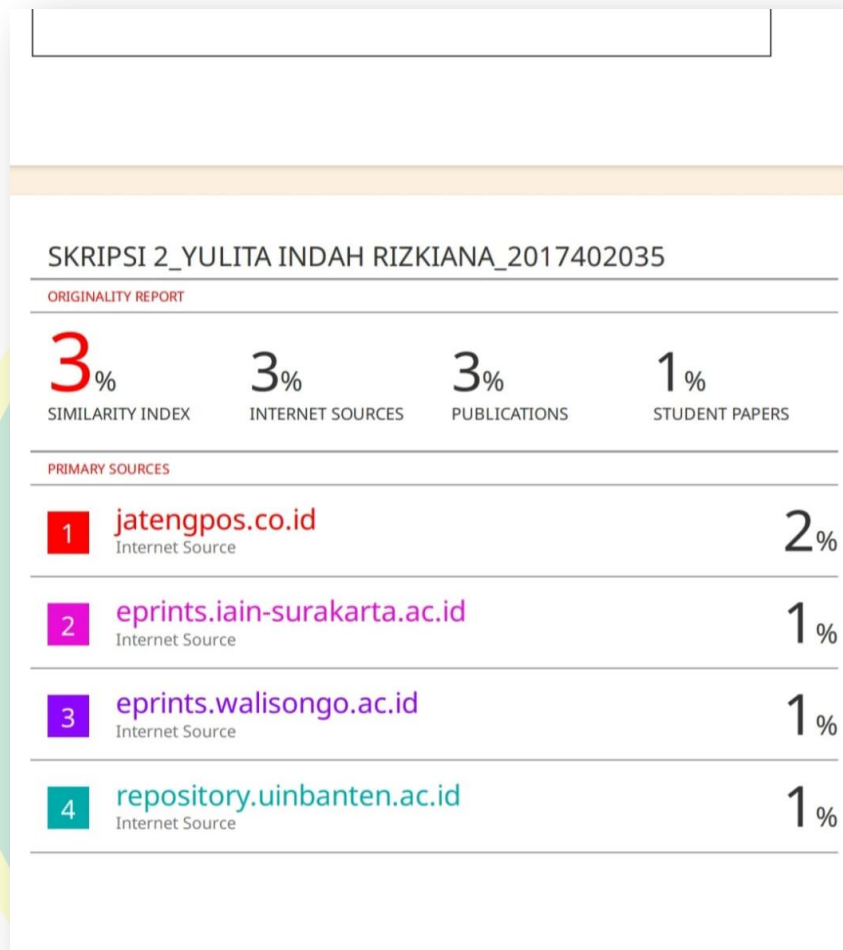 SKRIPSI 2_YULITA INDAH RIZKIANA_2017402035
ORIGINALITY REPORT
3% 3% 3% 1%
SIMILARITY INDEX INTERNET SOURCES PUBLICATIONS STUDENT PAPERS
PRIMARY SOURCES
1 jatengpos.co.id 2%
Internet Source
2 eprints.iain-surakarta.ac.id 1%
Internet Source
3 eprints.walisongo.ac.id 1%
Internet Source
4 repository.uinbanten.ac.id 1%
Internet Source